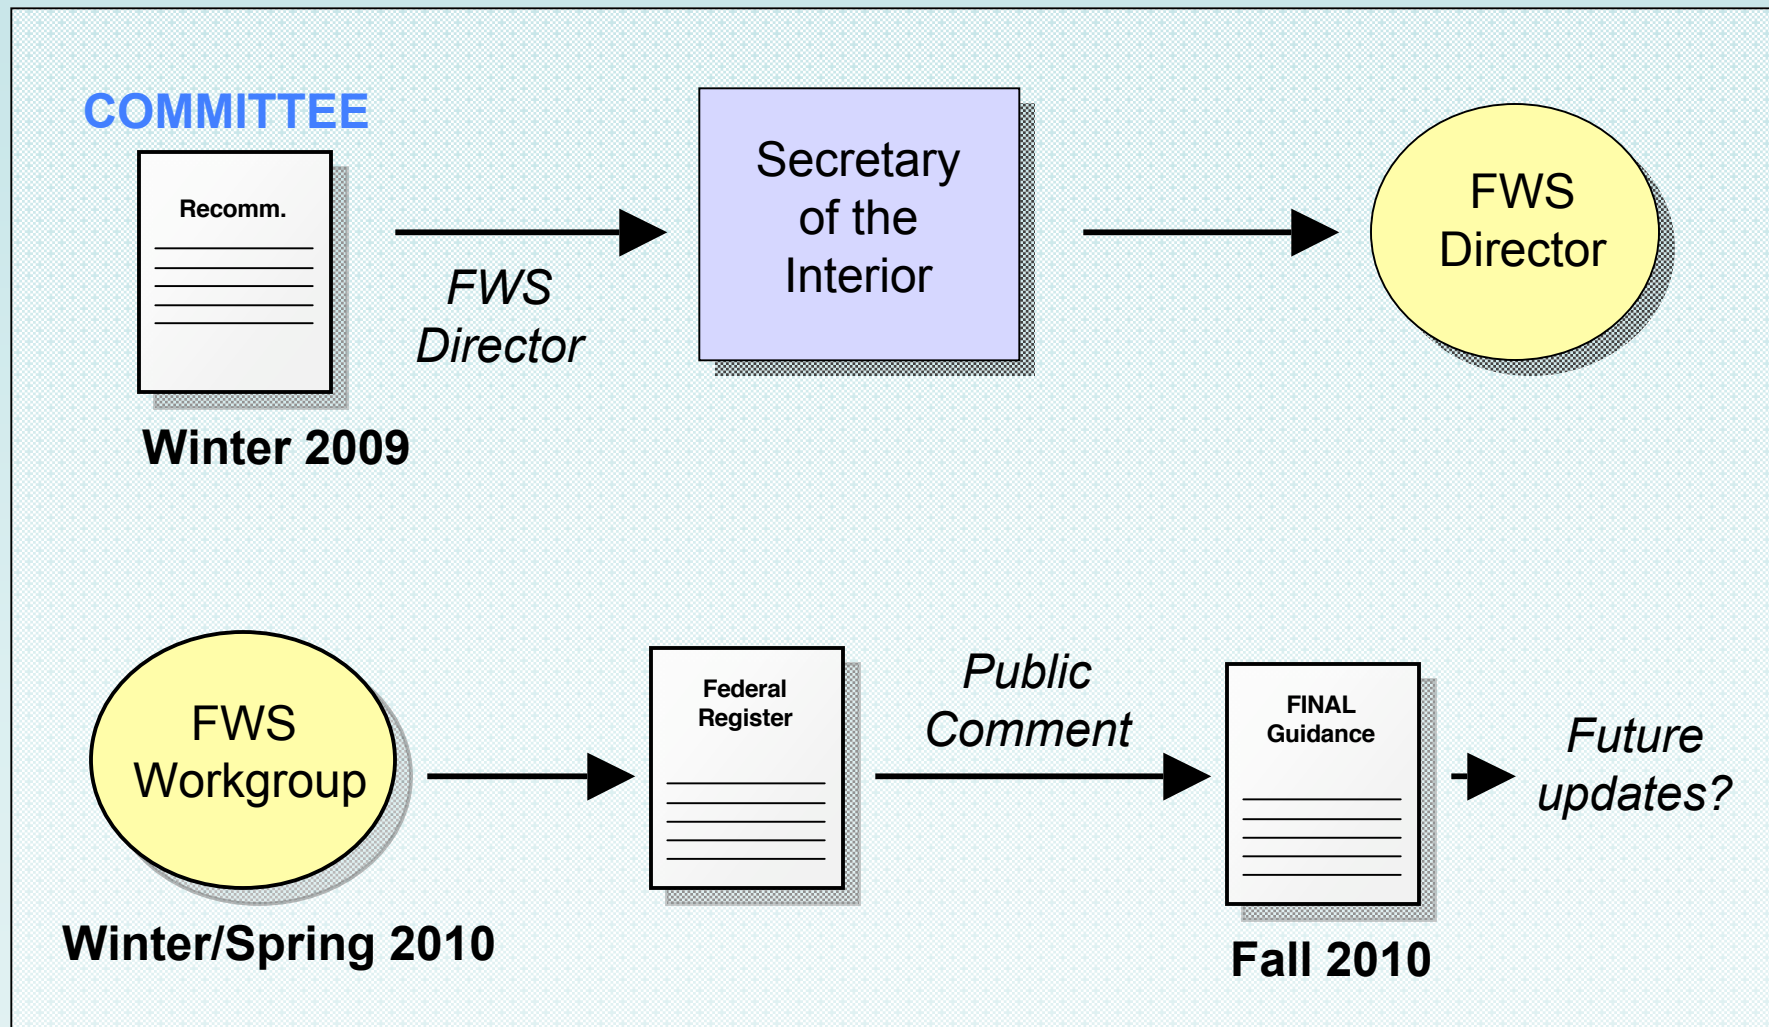 COMMITTEE
Recomm.
Winter 2009
FWS
Director
Secretary
of the
Interior
FWS
Director
FWS
Workgroup
Winter/Spring 2010
Federal
Register
Public
Comment
FINAL
Guidance
Fall 2010
Future
updates?